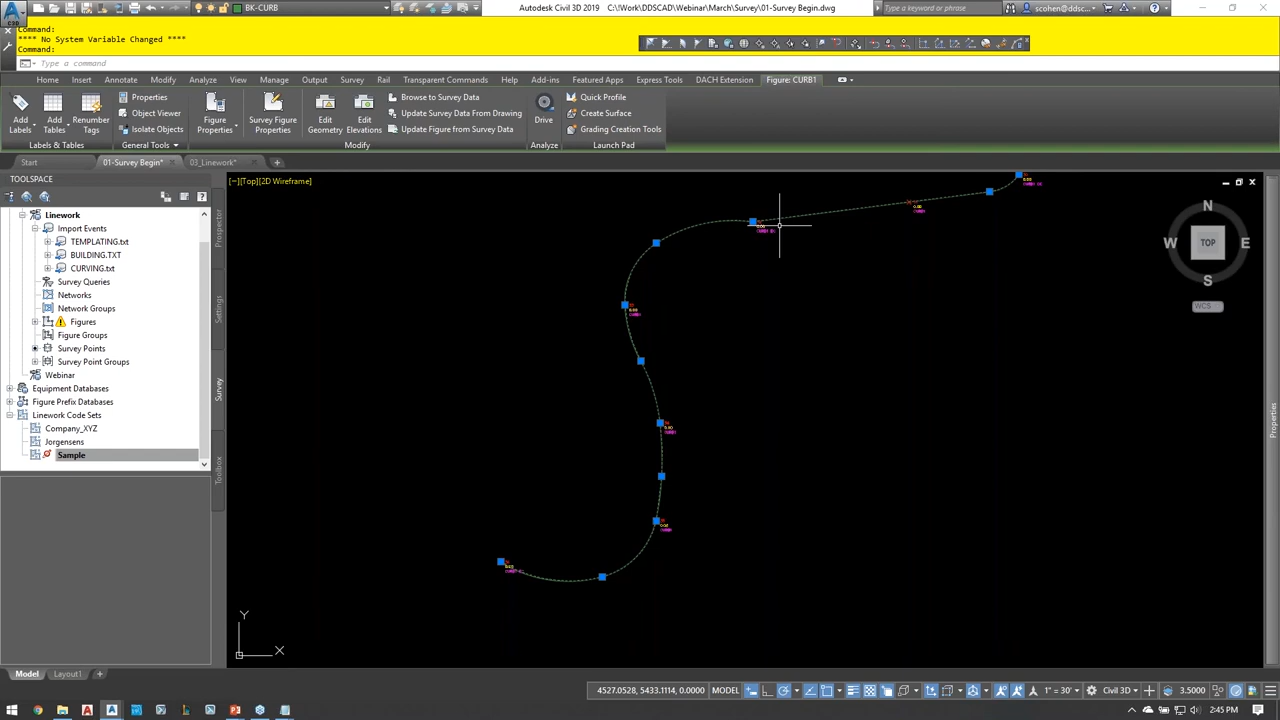 BK-CURB
Autodesk Civil 3D 2019
C:\!Work\DDSCAD\Webinar\March\Survey\01-Survey Begin.dwg
Type a keyword or phrase
scohen@ddsc...
C3D
Command:
**** No System Variable Changed ****
Command:
Type a command
Home Insert Annotate Modify Analyze View Manage Output Survey Rail Transparent Commands Help Add-ins Featured Apps Express Tools DACH Extension Figure: CURB1
Properties
Browse to Survey Data
Quick Profile
Object Viewer
Update Survey Data From Drawing
Create Surface
Add Labels
Add Tables
Renumber Tags
Isolate Objects
Figure Properties
Survey Figure Properties
Edit Geometry
Edit Elevations
Update Figure from Survey Data
Drive
Grading Creation Tools
Labels & Tables
General Tools
Modify
Analyze
Launch Pad
Start
01-Survey Begin*
03_Linework*
TOOLSPACE
[−][Top][2D Wireframe]
Linework
Import Events
TEMPLATING.txt
BUILDING.TXT
CURVING.txt
Survey Queries
Networks
Network Groups
Figures
Figure Groups
Survey Points
Survey Point Groups
Webinar
Equipment Databases
Figure Prefix Databases
Linework Code Sets
Company_XYZ
Jorgensens
Sample
Prospector
Settings
Survey
Toolbox
N
W
TOP
E
S
WCS
Properties
Y
X
Model
Layout1
4527.0528, 5433.1114, 0.0000
MODEL
1" = 30'
Civil 3D
3.5000
2:45 PM